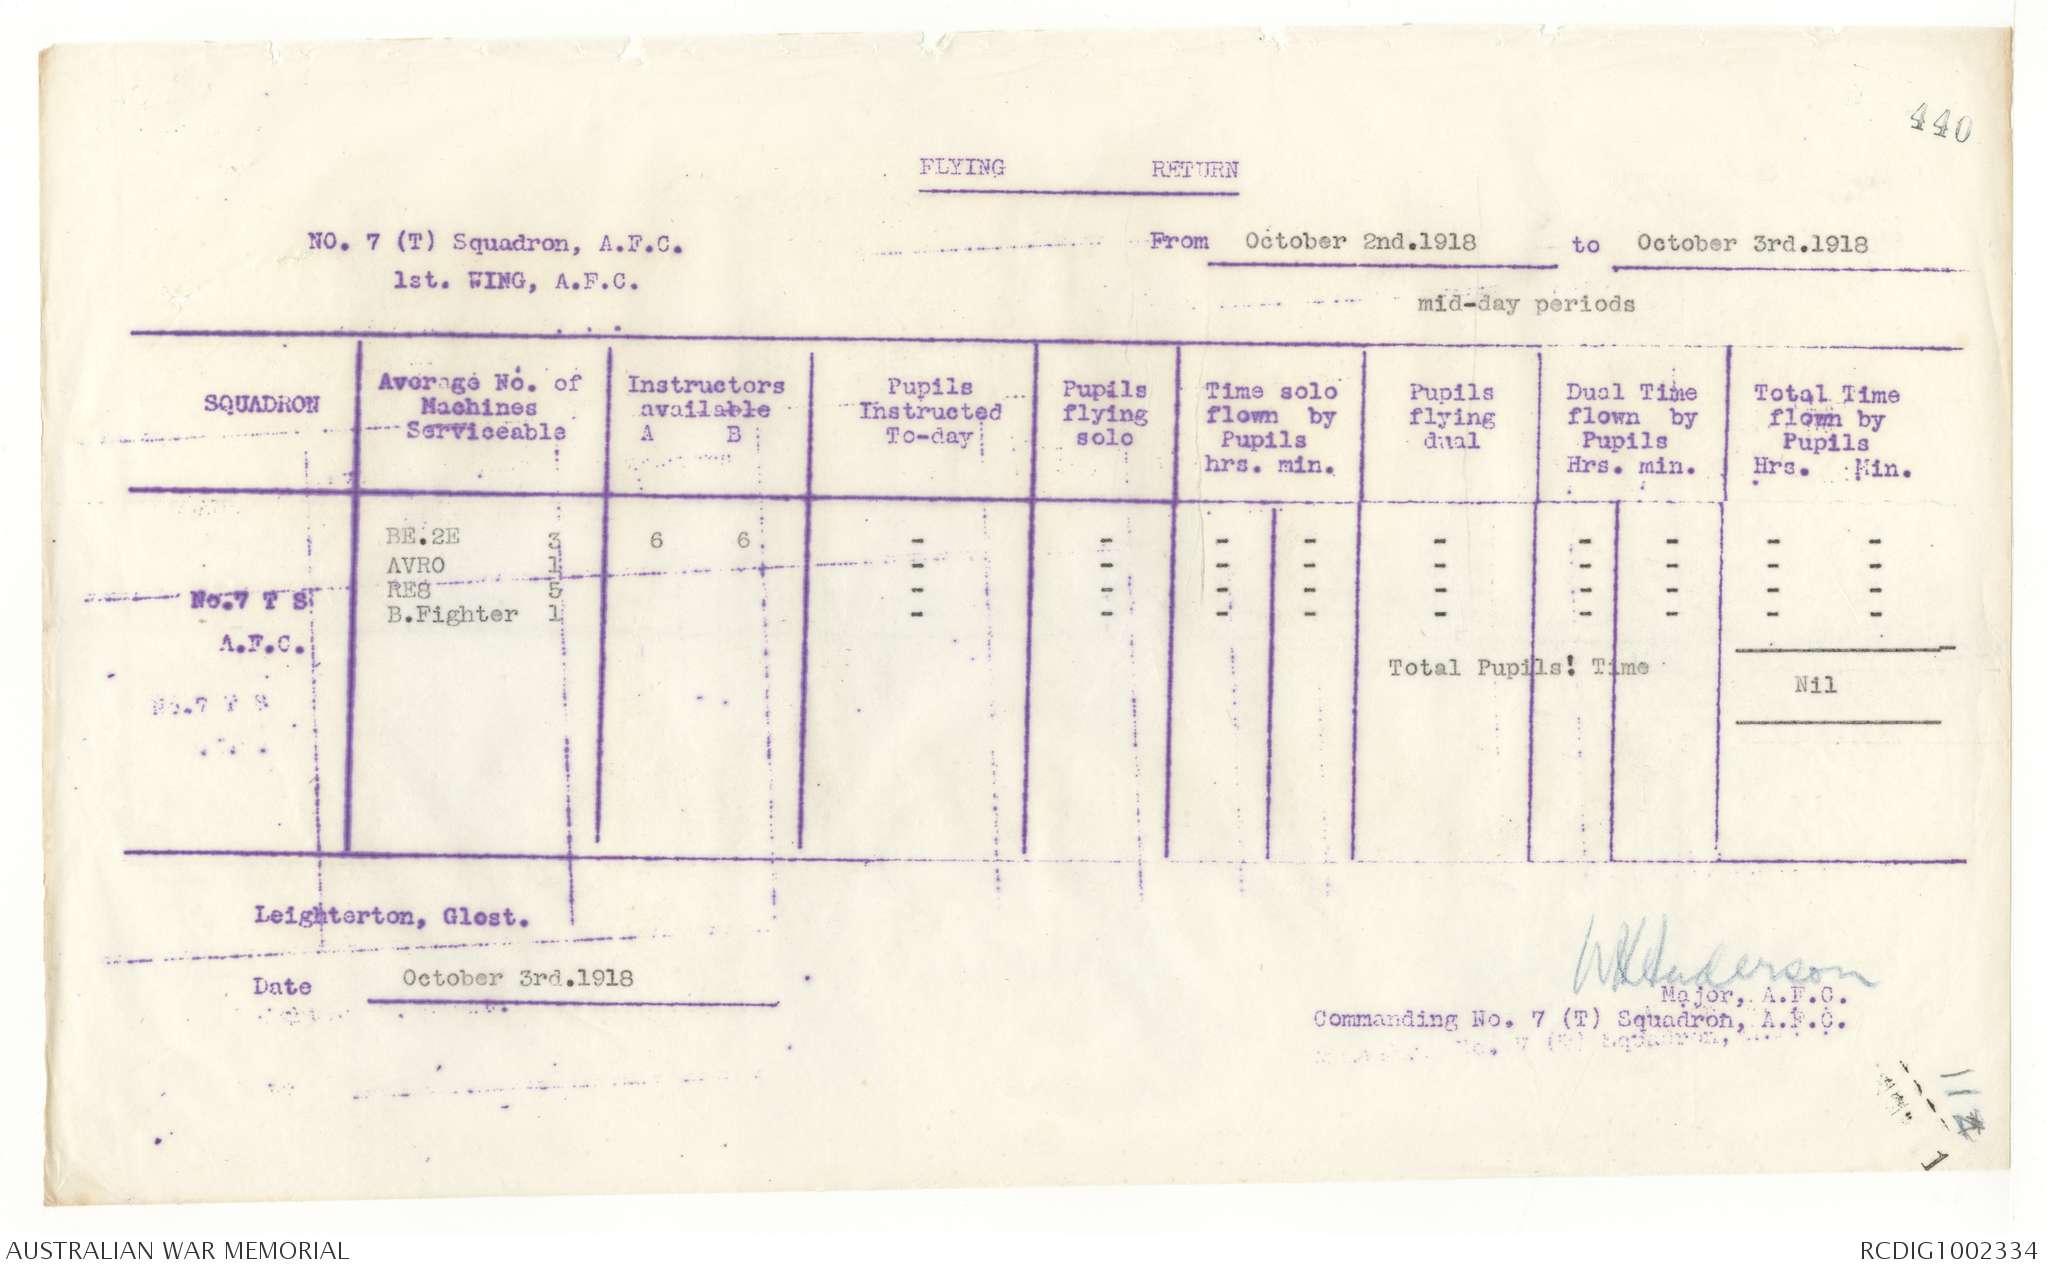 440
FLYING RETURN
NO. 7 (T) Squadron, A.F.C. From October 2nd.1918 to October 3rd.1918
1st. WING, A.F.C.
mid-day periods
SQUADRON
Average No. of
Machines
Serviceable
Instructors
available
A B
Pupils
Instructed
To-day
Pupils
flying
solo
Time solo
flown by
Pupils
hrs. min.
Pupils
flying
dual
Dual Time
flown by
Pupils
Hrs. min.
Total Time
flown by
Pupils
Hrs. Min.
BE.2E 3 6 6 - - - - - - - - -
AVRO 1 - - - - - - - - -
RE8 5 - - - - - - - - -
B.Fighter 1 - - - - - - - - -
No.7 T S
A.F.C.
Total Pupils! Time
Nil
No.7 T S
Leighterton, Glost.
Date October 3rd.1918
WHAnderson
Major, A.F.C.
Commanding No. 7 (T) Squadron, A.F.C.
AUSTRALIAN WAR MEMORIAL
RCDIG1002334